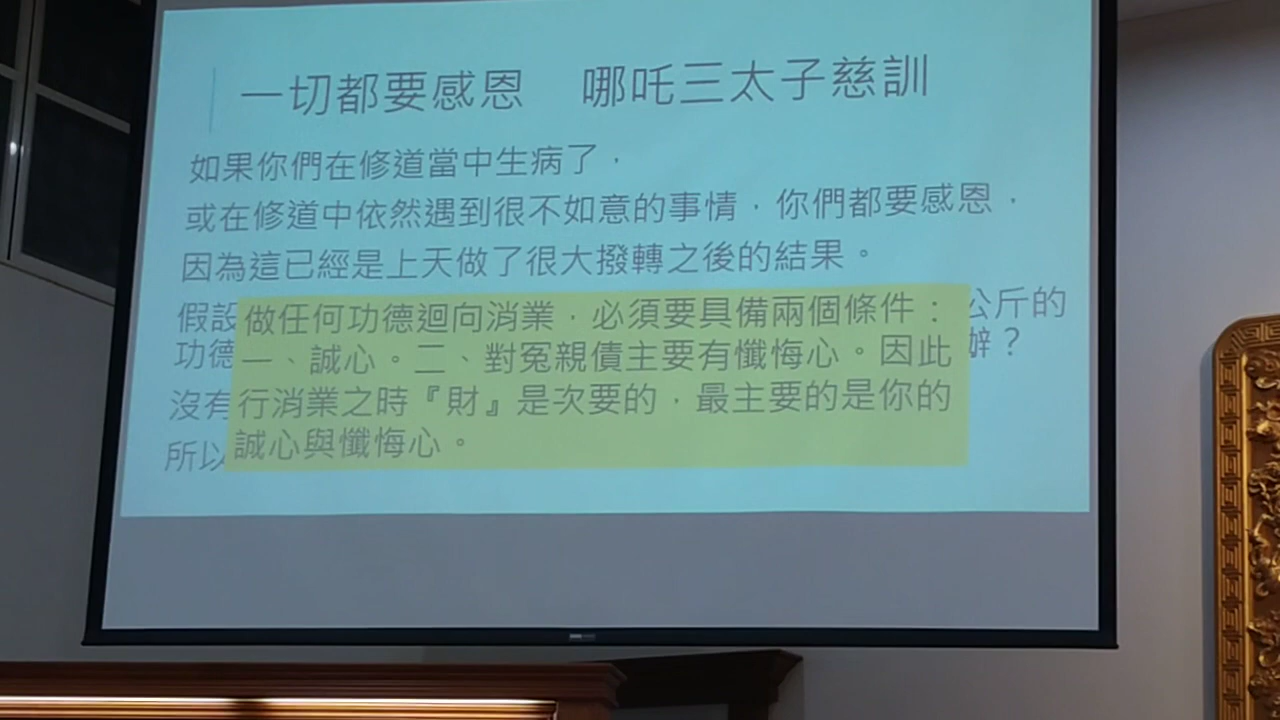 一切都要感恩　哪吒三太子慈訓
如果你們在修道當中生病了，
或在修道中依然遇到很不如意的事情，你們都要感恩，
因為這已經是上天做了很大撥轉之後的結果。
假設
公斤的
功德
辦？
沒有
所以
做任何功德迴向消業，必須要具備兩個條件：
一、誠心。二、對冤親債主要有懺悔心。因此
行消業之時『財』是次要的，最主要的是你的
誠心與懺悔心。